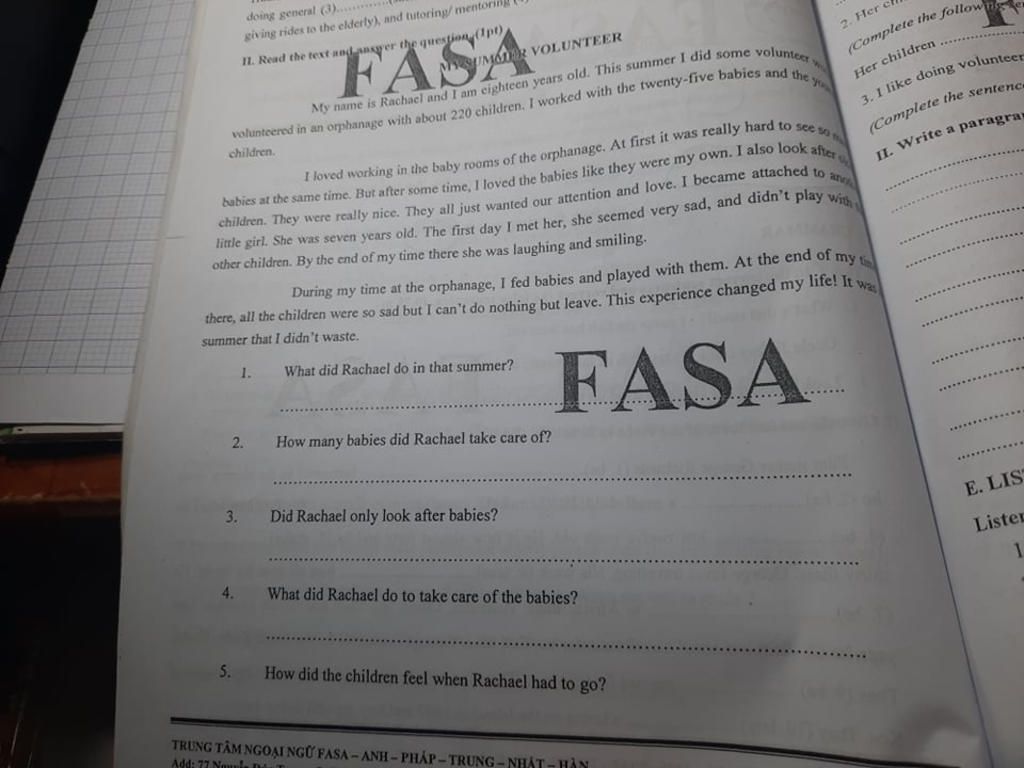 doing general (3)............
giving rides to the elderly), and tutoring/ mentoring
II. Read the text and answer the question (1pt)
FASA
MY SUMMER VOLUNTEER
My name is Rachael and I am eighteen years old. This summer I did some volunteer
volunteered in an orphanage with about 220 children. I worked with the twenty-five babies and the
children.
I loved working in the baby rooms of the orphanage. At first it was really hard to see so
babies at the same time. But after some time, I loved the babies like they were my own. I also look after
children. They were really nice. They all just wanted our attention and love. I became attached to
little girl. She was seven years old. The first day I met her, she seemed very sad, and didn't play with
other children. By the end of my time there she was laughing and smiling.
During my time at the orphanage, I fed babies and played with them. At the end of my
there, all the children were so sad but I can't do nothing but leave. This experience changed my life! It was
summer that I didn't waste.
1. What did Rachael do in that summer?
FASA
2. How many babies did Rachael take care of?
3. Did Rachael only look after babies?
4. What did Rachael do to take care of the babies?
5. How did the children feel when Rachael had to go?
TRUNG TÂM NGOẠI NGỮ FASA – ANH – PHÁP – TRUNG – NHẬT – HÀN
Add: 77
2. Her
(Complete the following
Her children
3. I like doing volunteer
(Complete the sentence
II. Write a
E. LIS
Listen
1